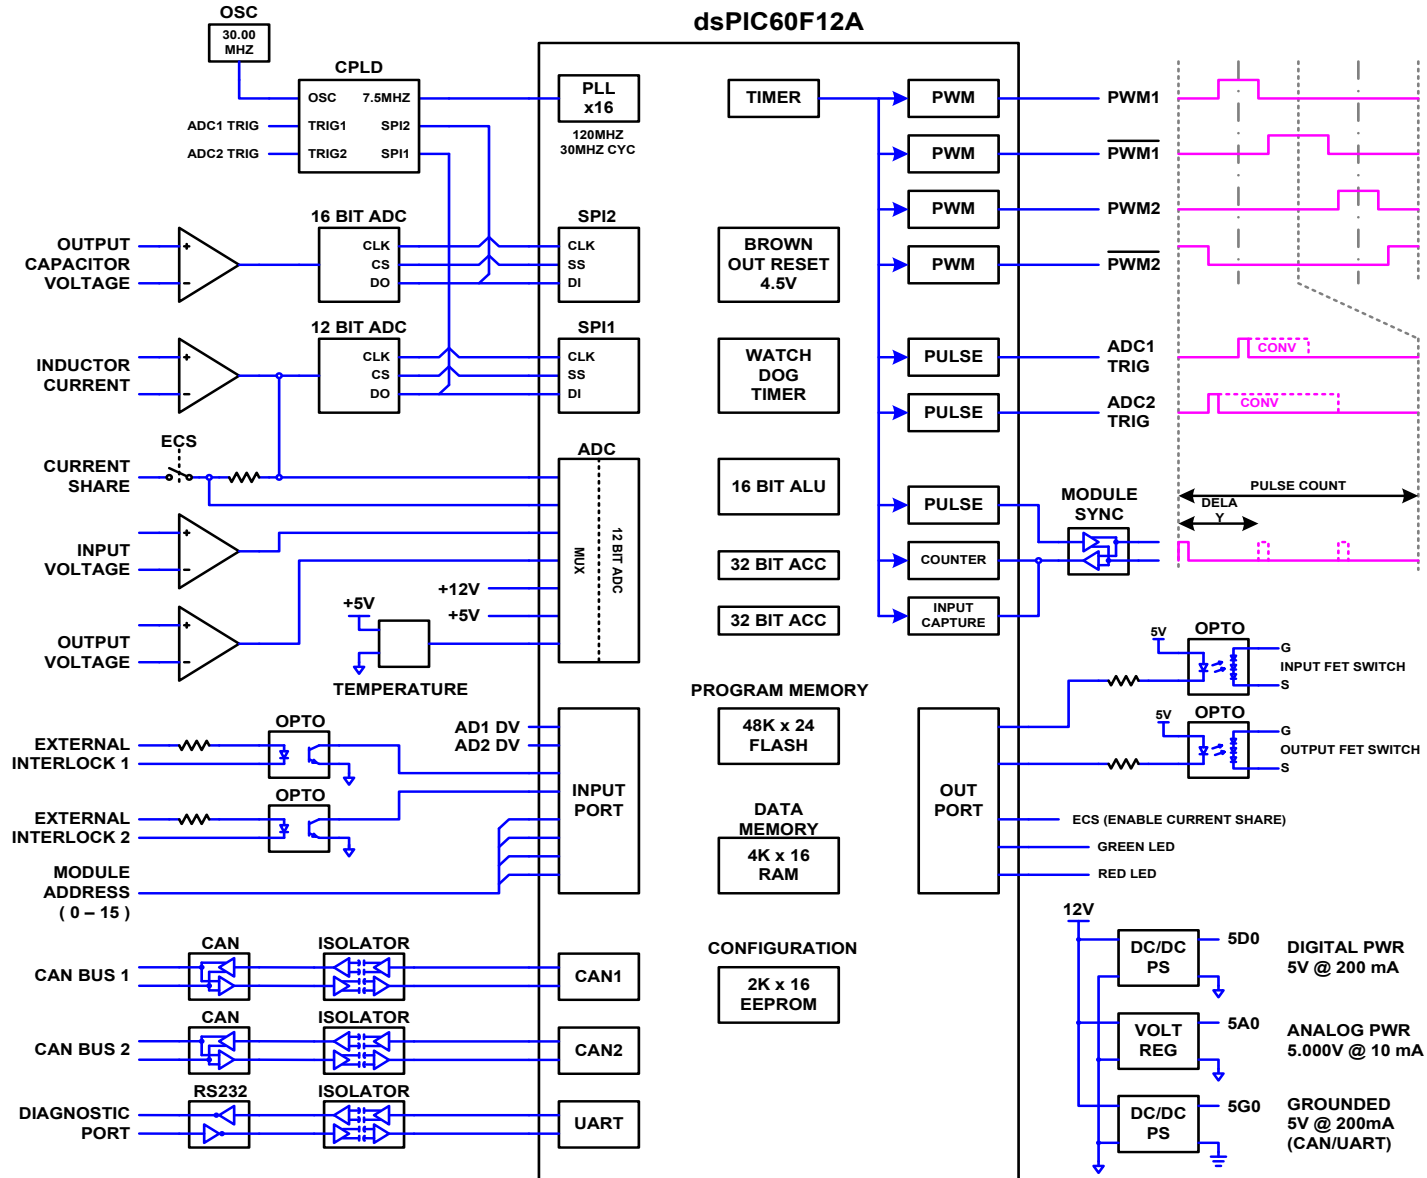 dsPIC60F12A
OSC
30.00
MHZ
CPLD
OSC
7.5MHZ
TRIG1
SPI2
TRIG2
SPI1
ADC1 TRIG
ADC2 TRIG
PLL
x16
120MHZ
30MHZ CYC
TIMER
PWM
PWM1
PWM
PWM1
PWM
PWM2
PWM
PWM2
OUTPUT
CAPACITOR
VOLTAGE
+
-
16 BIT ADC
CLK
CS
DO
SPI2
CLK
SS
DI
BROWN
OUT RESET
4.5V
INDUCTOR
CURRENT
+
-
12 BIT ADC
CLK
CS
DO
SPI1
CLK
SS
DI
WATCH
DOG
TIMER
PULSE
ADC1
TRIG
CONV
PULSE
ADC2
TRIG
CONV
ECS
CURRENT
SHARE
ADC
MUX
12 BIT ADC
16 BIT ALU
PULSE
MODULE
SYNC
PULSE COUNT
DELA
Y
INPUT
VOLTAGE
+
-
32 BIT ACC
COUNTER
+12V
+5V
+5V
32 BIT ACC
INPUT
CAPTURE
OUTPUT
VOLTAGE
+
-
TEMPERATURE
5V
OPTO
G
INPUT FET SWITCH
S
PROGRAM MEMORY
48K x 24
FLASH
5V
OPTO
G
OUTPUT FET SWITCH
S
AD1 DV
AD2 DV
EXTERNAL
INTERLOCK 1
OPTO
INPUT
PORT
OUT
PORT
EXTERNAL
INTERLOCK 2
OPTO
DATA
MEMORY
4K x 16
RAM
ECS (ENABLE CURRENT SHARE)
GREEN LED
RED LED
MODULE
ADDRESS
( 0 – 15 )
CAN BUS 1
CAN
ISOLATOR
CAN1
CONFIGURATION
2K x 16
EEPROM
12V
DC/DC
PS
5D0
DIGITAL PWR
5V @ 200 mA
CAN BUS 2
CAN
ISOLATOR
CAN2
VOLT
REG
5A0
ANALOG PWR
5.000V @ 10 mA
DIAGNOSTIC
PORT
RS232
ISOLATOR
UART
DC/DC
PS
5G0
GROUNDED
5V @ 200mA
(CAN/UART)